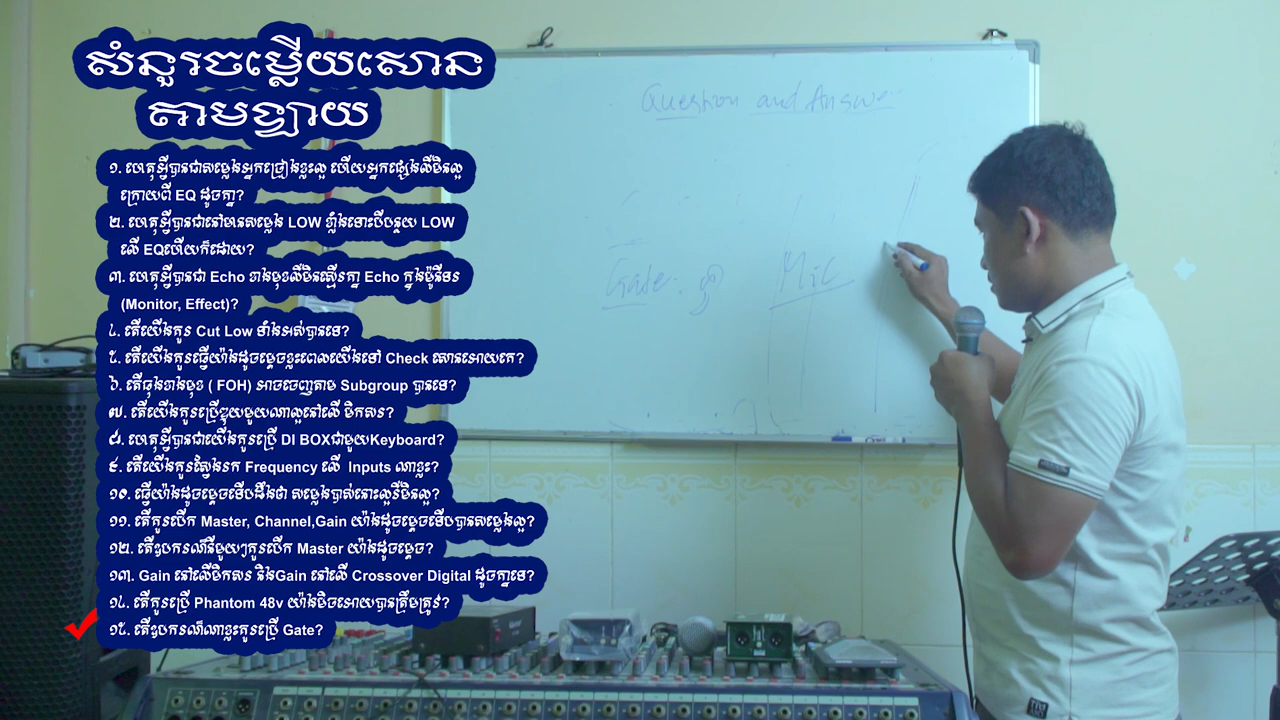 សំនួរចម្លើយសោន
តាមឡាយ
១. ហេតុអ្វីបានជាសម្លេងអ្នកច្រៀងខ្លះល្អ ហើយអ្នកផ្សេងលឺមិនល្អ
ក្រោយពី EQ ដូចគ្នា?
២. ហេតុអ្វីបានជានៅមានសម្លេង LOW ខ្លាំងទោះបីបន្ថយ LOW
លើ EQហើយក៏ដោយ?
៣. ហេតុអ្វីបានជា Echo ខាងមុខលឺមិនស្មើគ្នា Echo ក្នុងម៉ូនីទ័រ
(Monitor, Effect)?
៤. តើយើងគួរ Cut Low ទាំងអស់បានទេ?
៥. តើយើងគួរធ្វើយ៉ាងដូចម្តេចខ្លះពេលយើងទៅ Check សោនអោយគេ?
៦. តើធុងខាងមុខ ( FOH) អាចចេញតាម Subgroup បានទេ?
៧. តើយើងគួរប្រើឌុយមួយណាល្អនៅលើ មិកសរ?
៨. ហេតុអ្វីបានជាយើងគួរប្រើ DI BOXជាមួយKeyboard?
៩. តើយើងគួរស្វែងរក Frequency លើ Inputs ណាខ្លះ?
១០. ធ្វើយ៉ាងដូចម្តេចទើបដឹងថា សម្លេងបាស់នោះល្អរឺមិនល្អ?
១១. តើគួរបើក Master, Channel,Gain យ៉ាងដូចម្តេចទើបបានសម្លេងល្អ?
១២. តើឧបករណ៍នីមួយៗគួរបើក Master យ៉ាងដូចម្តេច?
១៣. Gain នៅលើមិកសរ និងGain នៅលើ Crossover Digital ដូចគ្នាទេ?
១៤. តើគួរប្រើ Phantom 48v យ៉ាងមិចអោយបានត្រឹមត្រូវ?
១៥. តើឧបករណ៏ណាខ្លះគួរប្រើ Gate?
Question and Answer
Gate: ស្គ MiC